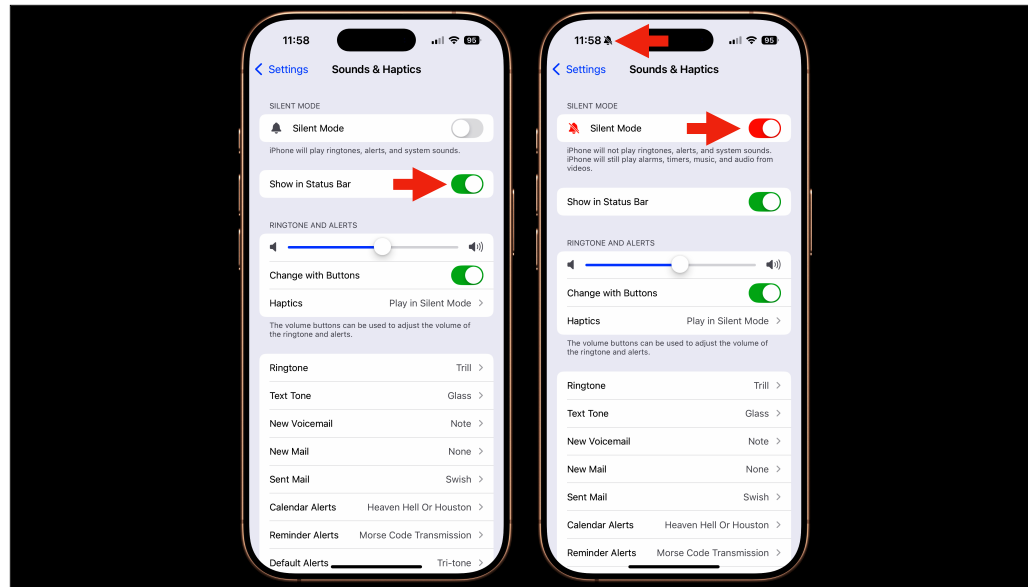 11:58
95
Settings
Sounds & Haptics
SILENT MODE
Silent Mode
iPhone will play ringtones, alerts, and system sounds.
Show in Status Bar
RINGTONE AND ALERTS
Change with Buttons
Haptics
Play in Silent Mode
The volume buttons can be used to adjust the volume of
the ringtone and alerts.
Ringtone
Trill
Text Tone
Glass
New Voicemail
Note
New Mail
None
Sent Mail
Swish
Calendar Alerts
Heaven Hell Or Houston
Reminder Alerts
Morse Code Transmission
Default Alerts
Tri-tone
11:58
95
Settings
Sounds & Haptics
SILENT MODE
Silent Mode
iPhone will not play ringtones, alerts, and system sounds.
iPhone will still play alarms, timers, music, and audio from
videos.
Show in Status Bar
RINGTONE AND ALERTS
Change with Buttons
Haptics
Play in Silent Mode
The volume buttons can be used to adjust the volume of
the ringtone and alerts.
Ringtone
Trill
Text Tone
Glass
New Voicemail
Note
New Mail
None
Sent Mail
Swish
Calendar Alerts
Heaven Hell Or Houston
Reminder Alerts
Morse Code Transmission